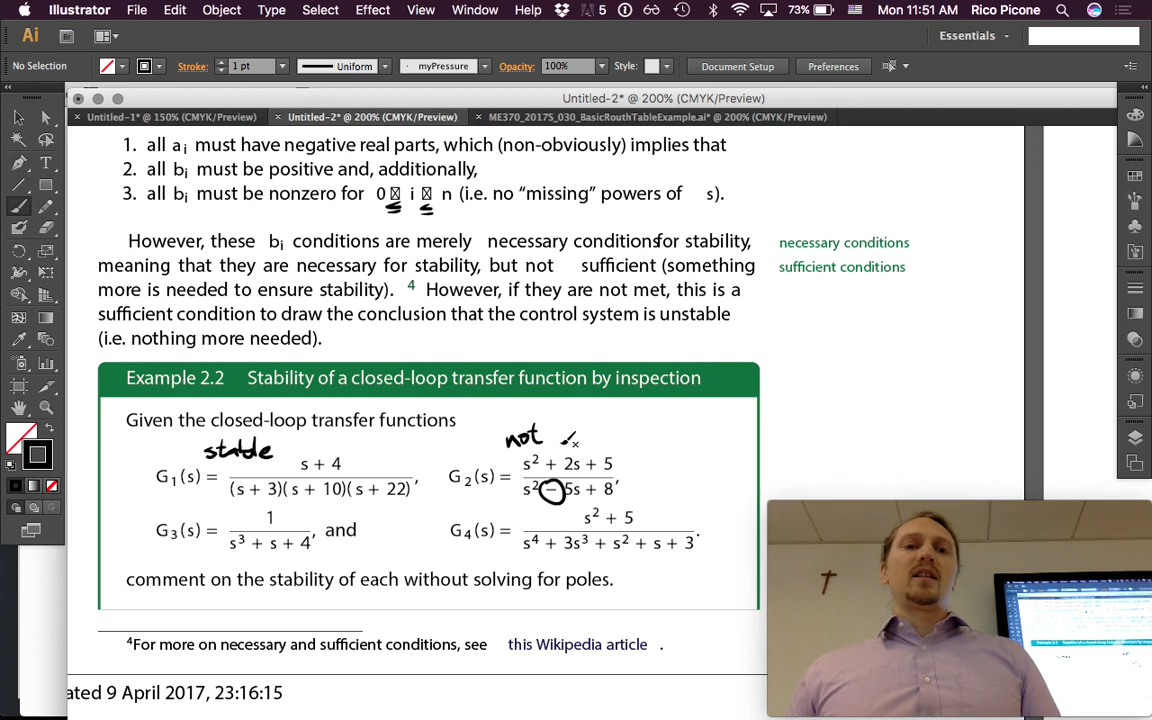 Illustrator File Edit Object Type Select Effect View Window Help 5 73% Mon 11:51 AM Rico Picone
Ai Br Essentials
No Selection Stroke: 1 pt Uniform myPressure Opacity: 100% Style: Document Setup Preferences
Untitled-2* @ 200% (CMYK/Preview)
Untitled-1* @ 150% (CMYK/Preview) Untitled-2* @ 200% (CMYK/Preview) ME370_2017S_030_BasicRouthTableExample.ai* @ 200% (CMYK/Preview)
1. all ai must have negative real parts, which (non-obviously) implies that
2. all bi must be positive and, additionally,
3. all bi must be nonzero for 0 ≤ i ≤ n (i.e. no “missing” powers of s).
However, these bi conditions are merely necessary conditions for stability, necessary conditions
meaning that they are necessary for stability, but not sufficient (something sufficient conditions
more is needed to ensure stability). 4 However, if they are not met, this is a
sufficient condition to draw the conclusion that the control system is unstable
(i.e. nothing more needed).
Example 2.2 Stability of a closed-loop transfer function by inspection
Given the closed-loop transfer functions
stable not
G1(s) = s + 4 / (s + 3)(s + 10)(s + 22), G2(s) = s² + 2s + 5 / s² − 5s + 8,
G3(s) = 1 / s³ + s + 4, and G4(s) = s² + 5 / s⁴ + 3s³ + s² + s + 3.
comment on the stability of each without solving for poles.
4For more on necessary and sufficient conditions, see this Wikipedia article .
ated 9 April 2017, 23:16:15